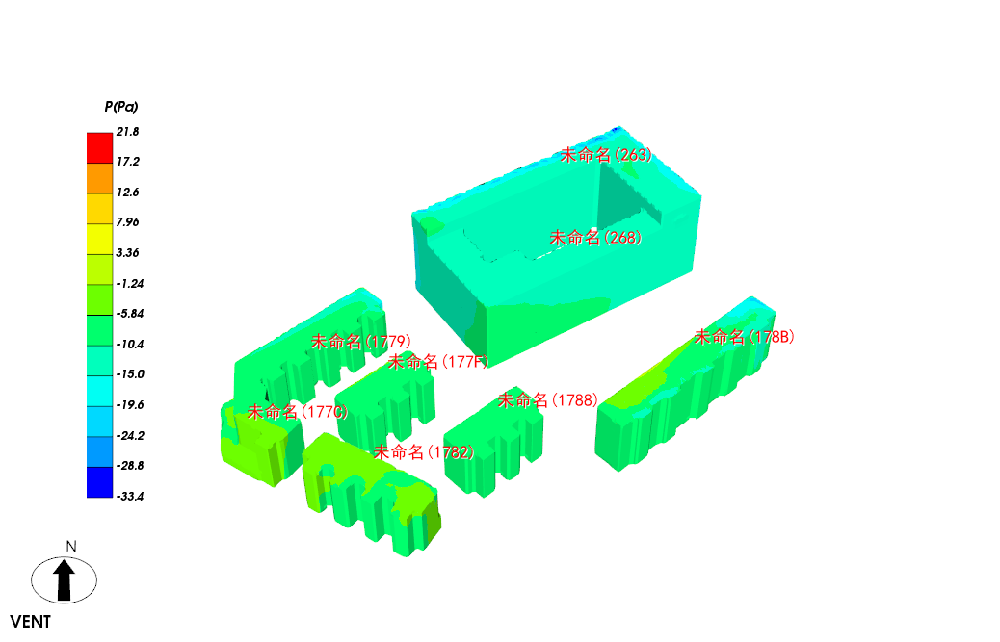 P(Pa)
21.8
17.2
12.6
7.96
3.36
-1.24
-5.84
-10.4
-15.0
-19.6
-24.2
-28.8
-33.4
未命名(263)
未命名(268)
未命名(1779)
未命名(178B)
未命名(177F)
未命名(1788)
未命名(177C)
未命名(1782)
N
VENT